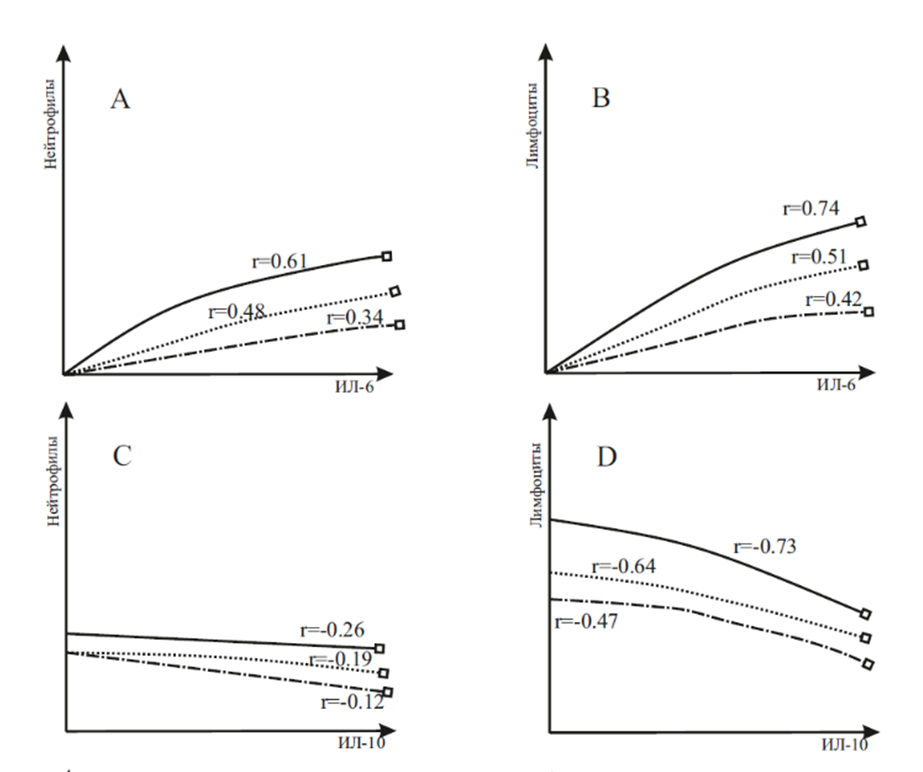 Нейтрофилы
A
r=0.61
r=0.48
r=0.34
ИЛ-6
Лимфоциты
B
r=0.74
r=0.51
r=0.42
ИЛ-6
Нейтрофилы
C
r=-0.26
r=-0.19
r=-0.12
ИЛ-10
Лимфоциты
D
r=-0.73
r=-0.64
r=-0.47
ИЛ-10